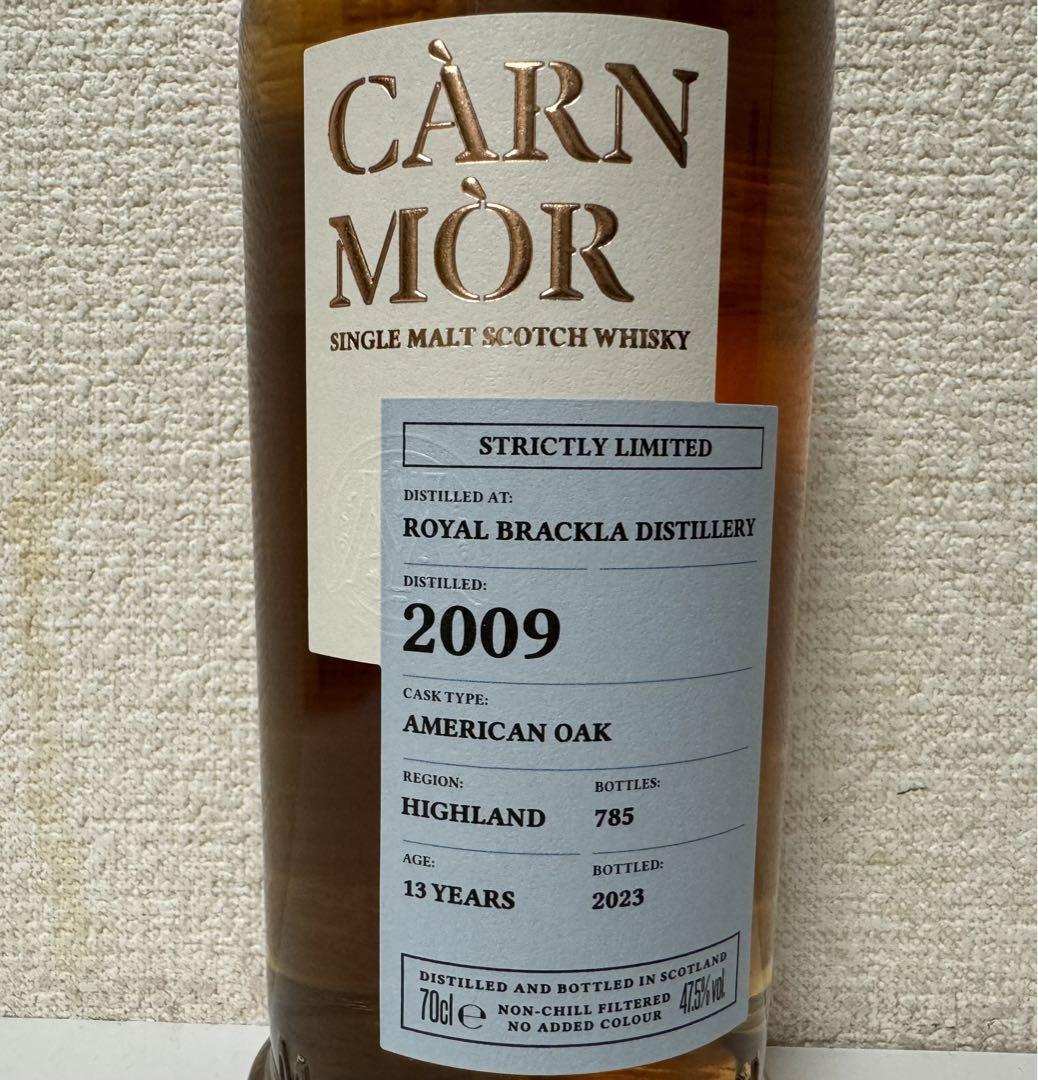 CÀRN
MÒR
SINGLE MALT SCOTCH WHISKY
STRICTLY LIMITED
DISTILLED AT:
ROYAL BRACKLA DISTILLERY
DISTILLED:
2009
CASK TYPE:
AMERICAN OAK
REGION:
HIGHLAND
BOTTLES:
785
AGE:
13 YEARS
BOTTLED:
2023
DISTILLED AND BOTTLED IN SCOTLAND
70cl ℮
NON-CHILL FILTERED
NO ADDED COLOUR
47.5% vol